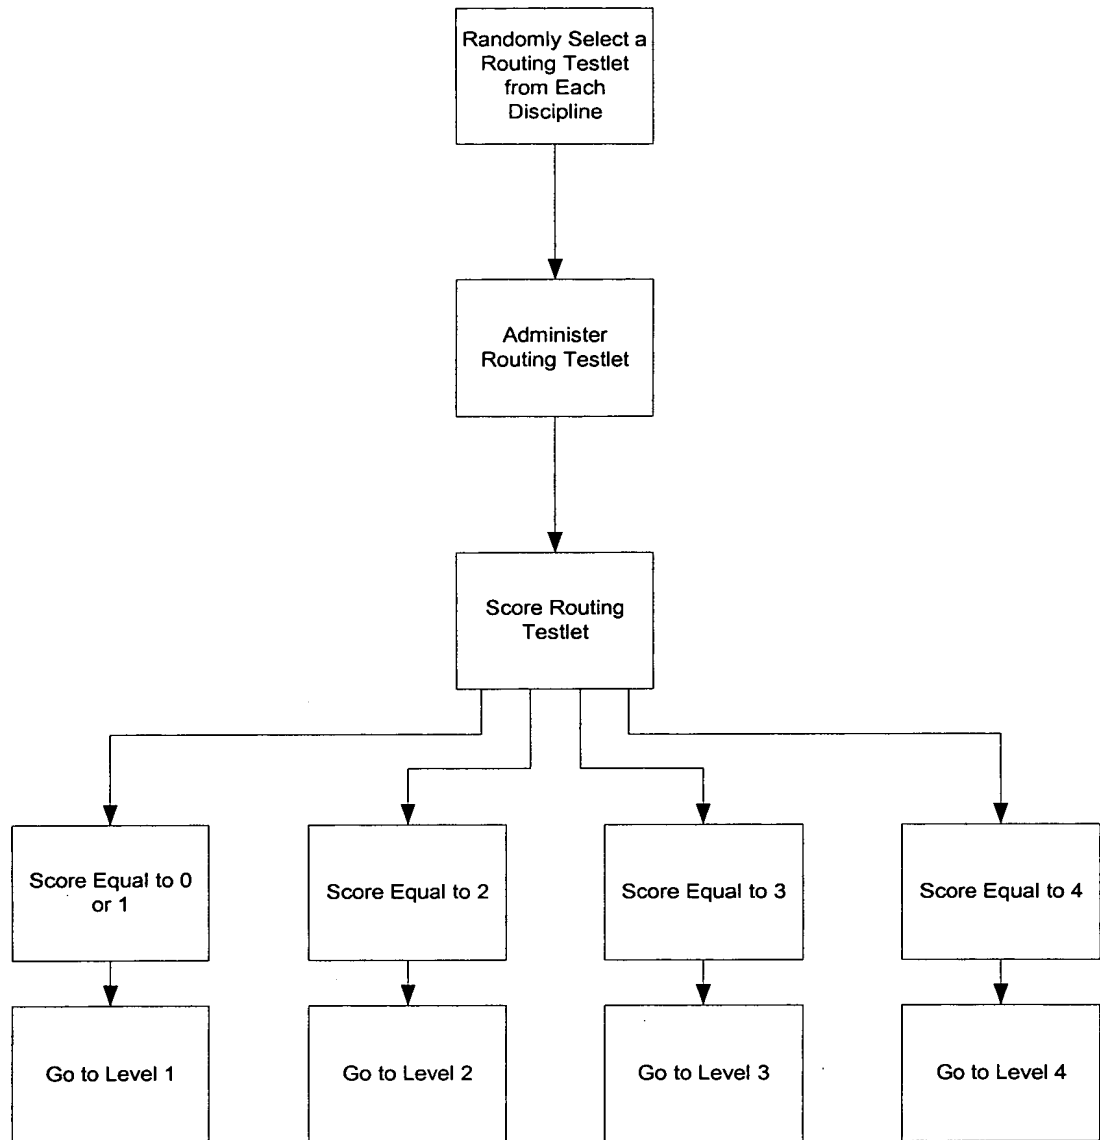 Randomly Select a
Routing Testlet
from Each
Discipline
Administer
Routing Testlet
Score Routing
Testlet
Score Equal to 0
or 1
Score Equal to 2
Score Equal to 3
Score Equal to 4
Go to Level 1
Go to Level 2
Go to Level 3
Go to Level 4